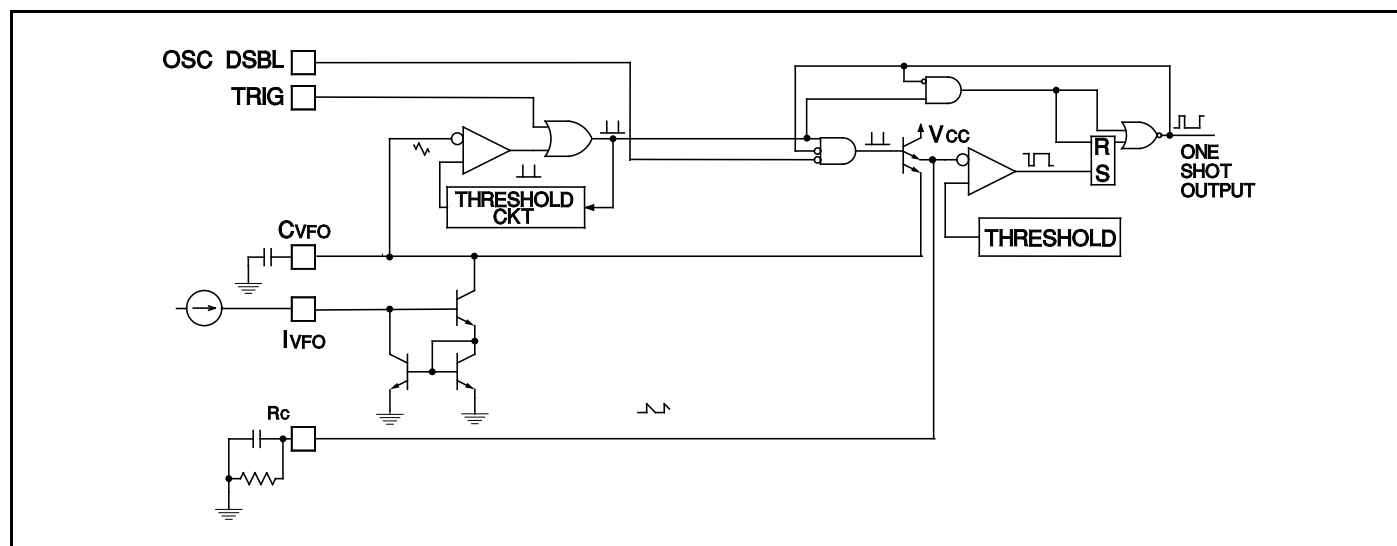 OSC DSBL
TRIG
VCC
R
S
ONE
SHOT
OUTPUT
THRESHOLD
CKT
THRESHOLD
CVFO
IVFO
RC